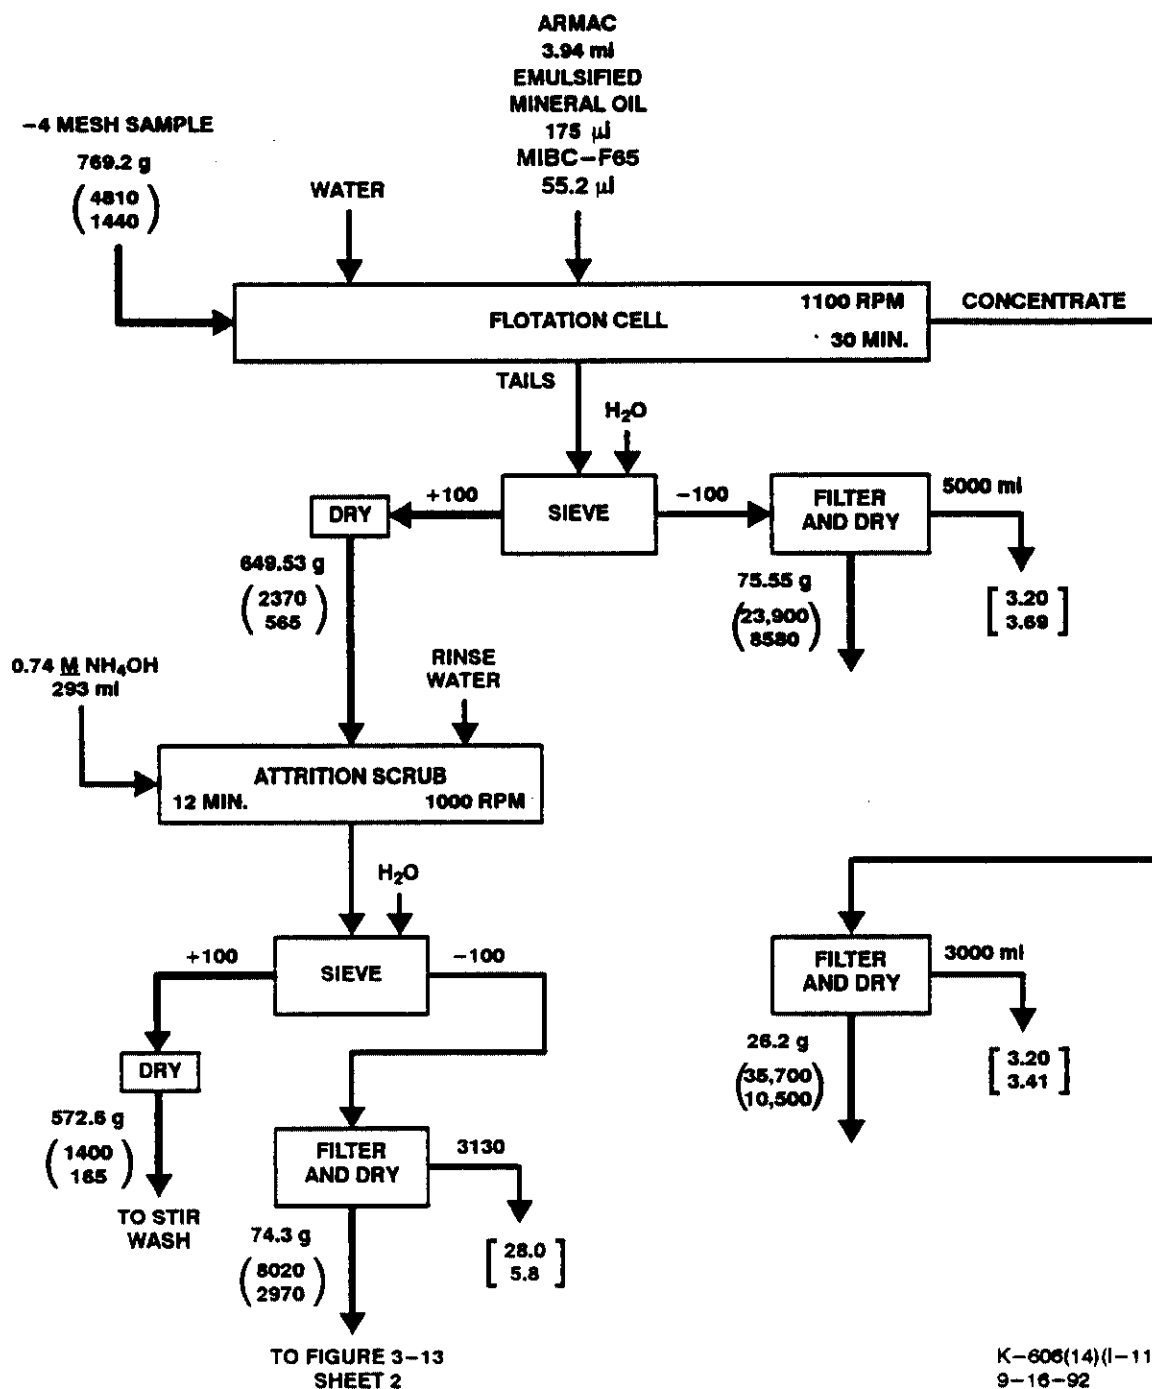 ARMAC
3.94 ml
EMULSIFIED
MINERAL OIL
175 µl
MIBC-F65
55.2 µl
-4 MESH SAMPLE
769.2 g
(4810
1440)
WATER
FLOTATION CELL
1100 RPM
30 MIN.
CONCENTRATE
TAILS
H₂O
SIEVE
+100
-100
DRY
FILTER
AND DRY
5000 ml
649.53 g
(2370
565)
75.55 g
(23,900
8580)
[3.20
3.69]
0.74 M NH₄OH
293 ml
RINSE
WATER
ATTRITION SCRUB
12 MIN. 1000 RPM
H₂O
+100
SIEVE
-100
FILTER
AND DRY
3000 ml
DRY
26.2 g
(35,700
10,500)
[3.20
3.41]
572.6 g
(1400
165)
TO STIR
WASH
FILTER
AND DRY
3130
74.3 g
(8020
2970)
[28.0
5.8]
TO FIGURE 3-13
SHEET 2
K-606(14)(I-11
9-16-92